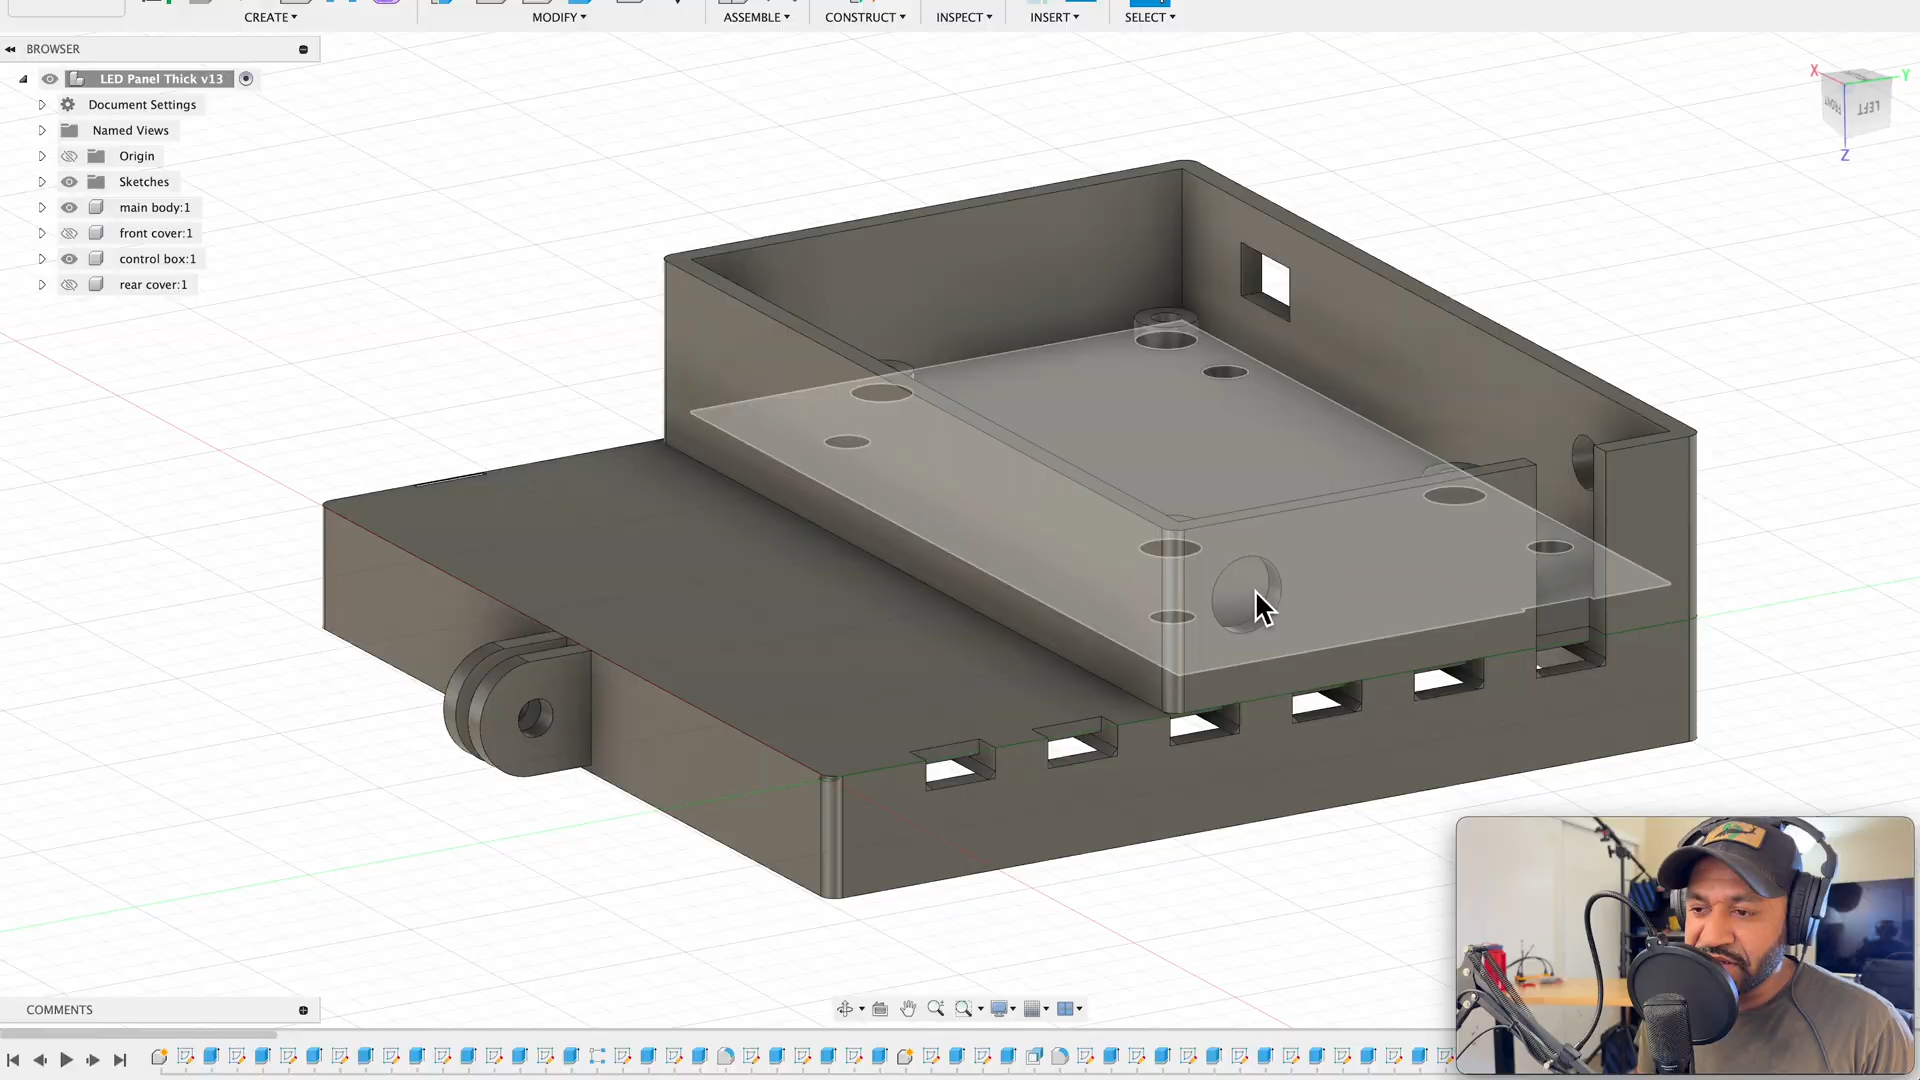 CREATE MODIFY ASSEMBLE CONSTRUCT INSPECT INSERT SELECT
BROWSER
LED Panel Thick v13
Document Settings
Named Views
Origin
Sketches
main body:1
front cover:1
control box:1
rear cover:1
X
Y
FRONT
LEFT
Z
COMMENTS